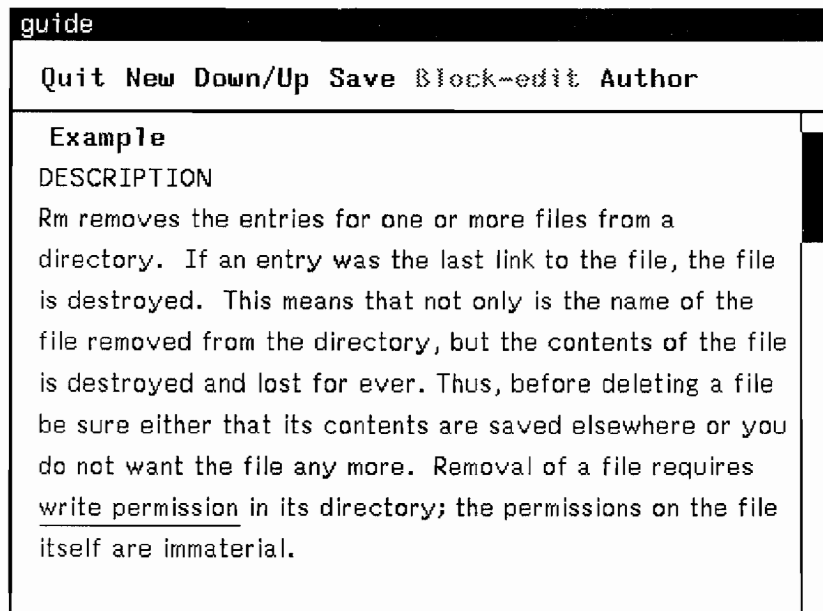 guide
Quit New Down/Up Save Block-edit Author
Example
DESCRIPTION
Rm removes the entries for one or more files from a
directory. If an entry was the last link to the file, the file
is destroyed. This means that not only is the name of the
file removed from the directory, but the contents of the file
is destroyed and lost for ever. Thus, before deleting a file
be sure either that its contents are saved elsewhere or you
do not want the file any more. Removal of a file requires
write permission in its directory; the permissions on the file
itself are immaterial.